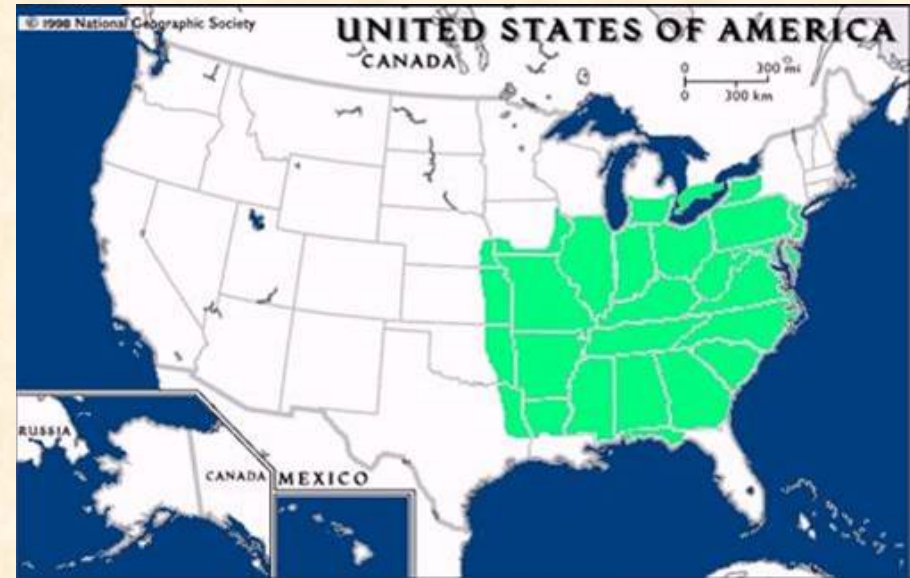 © 1998 National Geographic Society
UNITED STATES OF AMERICA
CANADA
0 300 mi
0 300 km
RUSSIA
CANADA
MEXICO